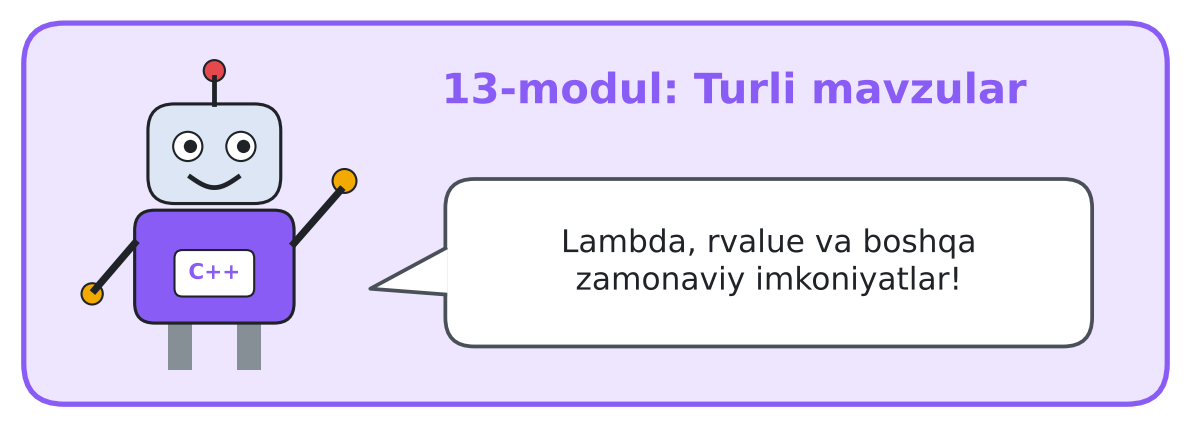 13-modul: Turli mavzular
Lambda, rvalue va boshqa
zamonaviy imkoniyatlar!
C++